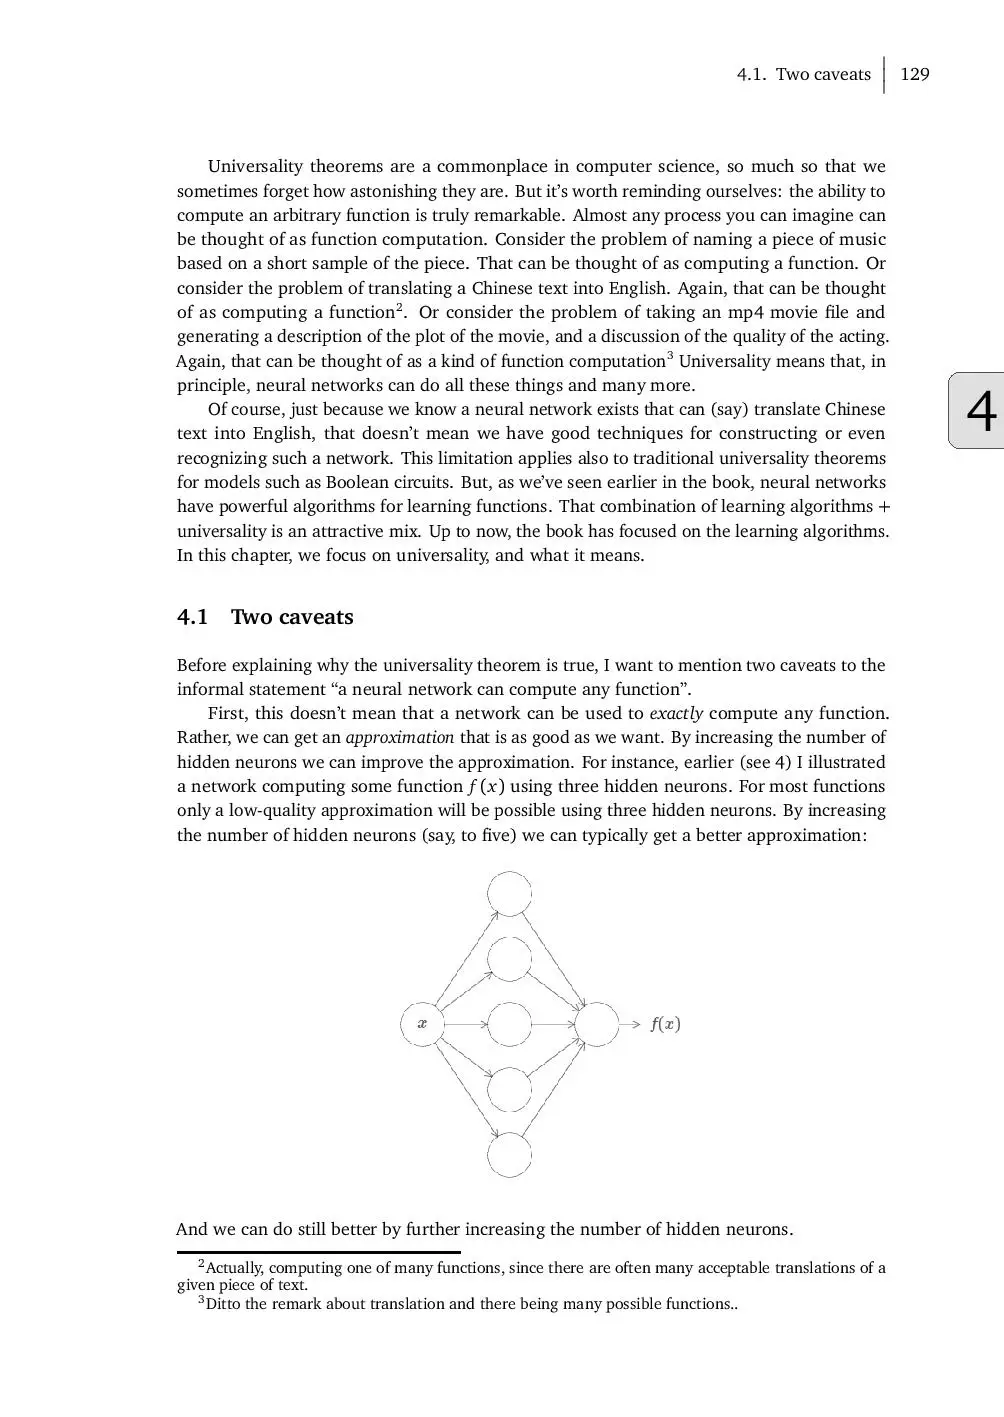 4.1. Two caveats 129
Universality theorems are a commonplace in computer science, so much so that we
sometimes forget how astonishing they are. But it's worth reminding ourselves: the ability to
compute an arbitrary function is truly remarkable. Almost any process you can imagine can
be thought of as function computation. Consider the problem of naming a piece of music
based on a short sample of the piece. That can be thought of as computing a function. Or
consider the problem of translating a Chinese text into English. Again, that can be thought
of as computing a function². Or consider the problem of taking an mp4 movie file and
generating a description of the plot of the movie, and a discussion of the quality of the acting.
Again, that can be thought of as a kind of function computation³ Universality means that, in
principle, neural networks can do all these things and many more.
Of course, just because we know a neural network exists that can (say) translate Chinese
text into English, that doesn't mean we have good techniques for constructing or even
recognizing such a network. This limitation applies also to traditional universality theorems
for models such as Boolean circuits. But, as we've seen earlier in the book, neural networks
have powerful algorithms for learning functions. That combination of learning algorithms +
universality is an attractive mix. Up to now, the book has focused on the learning algorithms.
In this chapter, we focus on universality, and what it means.
4
4.1 Two caveats
Before explaining why the universality theorem is true, I want to mention two caveats to the
informal statement "a neural network can compute any function".
First, this doesn't mean that a network can be used to exactly compute any function.
Rather, we can get an approximation that is as good as we want. By increasing the number of
hidden neurons we can improve the approximation. For instance, earlier (see 4) I illustrated
a network computing some function f(x) using three hidden neurons. For most functions
only a low-quality approximation will be possible using three hidden neurons. By increasing
the number of hidden neurons (say, to five) we can typically get a better approximation:
x
f(x)
And we can do still better by further increasing the number of hidden neurons.
²Actually, computing one of many functions, since there are often many acceptable translations of a
given piece of text.
³Ditto the remark about translation and there being many possible functions..